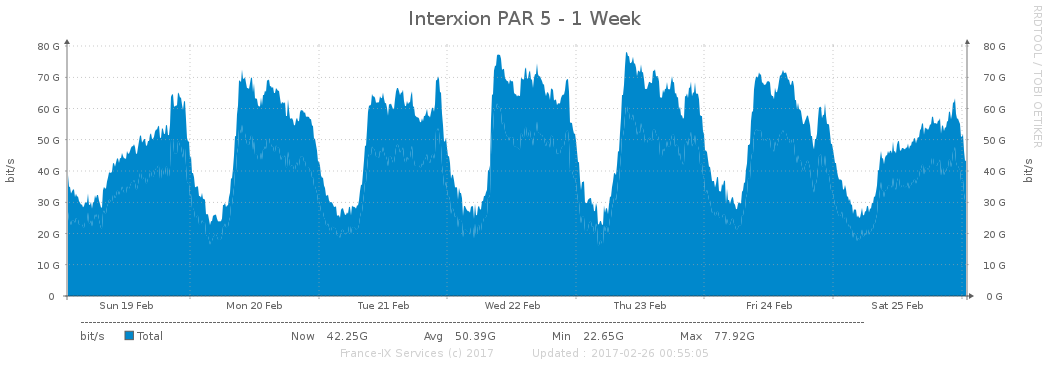 Interxion PAR 5 - 1 Week
RRDTOOL / TOBI OETIKER
bit/s
80 G
70 G
60 G
50 G
40 G
30 G
20 G
10 G
0
80 G
70 G
60 G
50 G
40 G
30 G
20 G
10 G
0 G
bit/s
Sun 19 Feb Mon 20 Feb Tue 21 Feb Wed 22 Feb Thu 23 Feb Fri 24 Feb Sat 25 Feb
bit/s Total Now 42.25G Avg 50.39G Min 22.65G Max 77.92G
France-IX Services (c) 2017 Updated : 2017-02-26 00:55:05